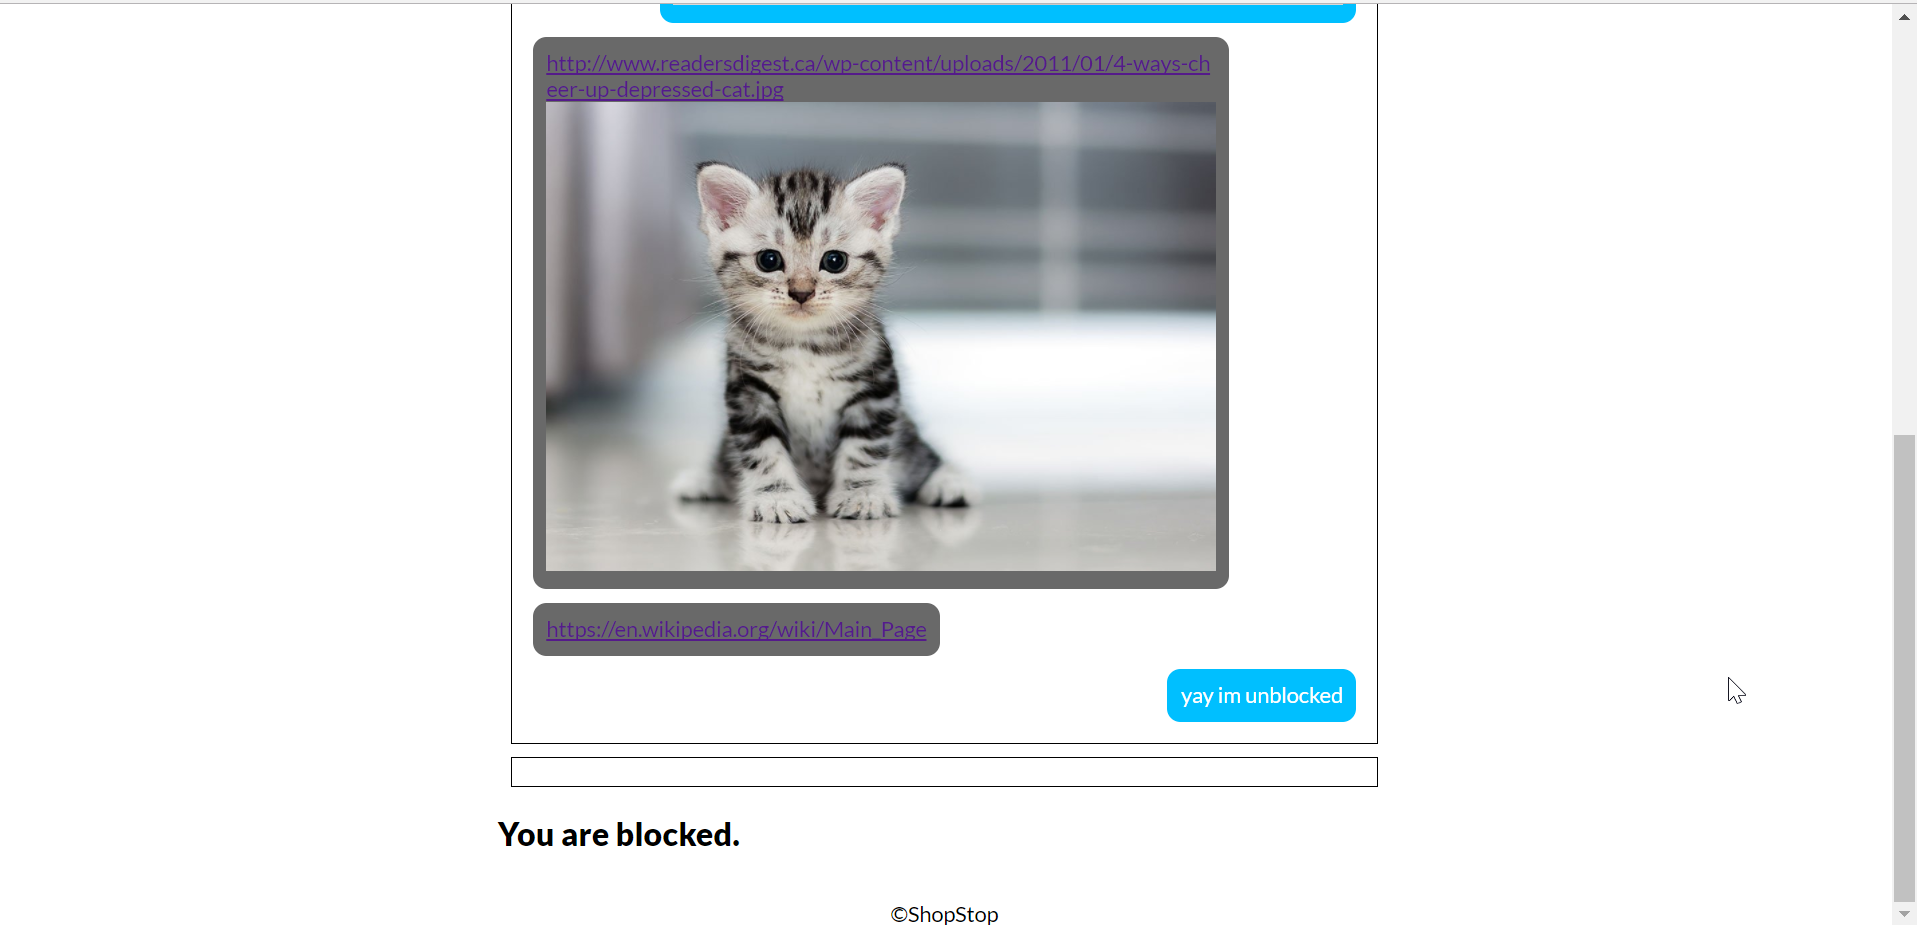 http://www.readersdigest.ca/wp-content/uploads/2011/01/4-ways-ch
eer-up-depressed-cat.jpg
https://en.wikipedia.org/wiki/Main_Page
yay im unblocked
You are blocked.
©ShopStop